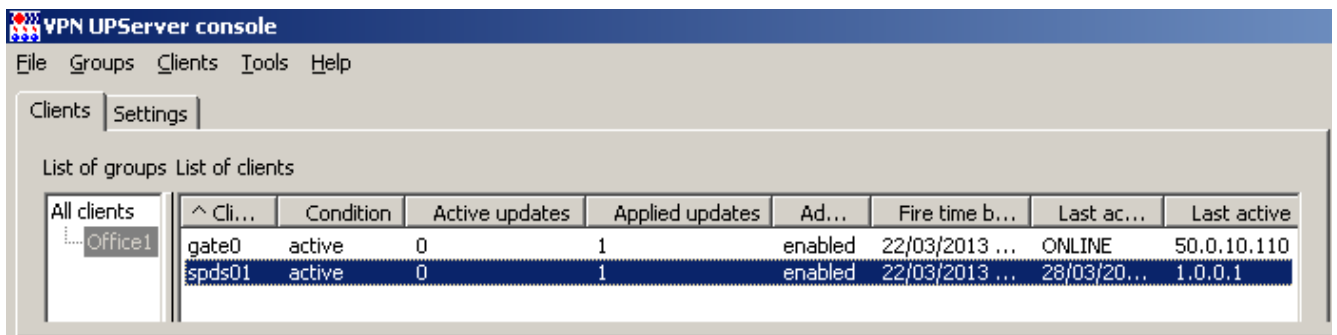 VPN UPServer console
File Groups Clients Tools Help
Clients Settings
List of groups List of clients
All clients ^ Cli... Condition Active updates Applied updates Ad... Fire time b... Last ac... Last active
Office1 gate0 active 0 1 enabled 22/03/2013 ... ONLINE 50.0.10.110
spds01 active 0 1 enabled 22/03/2013 ... 28/03/20... 1.0.0.1